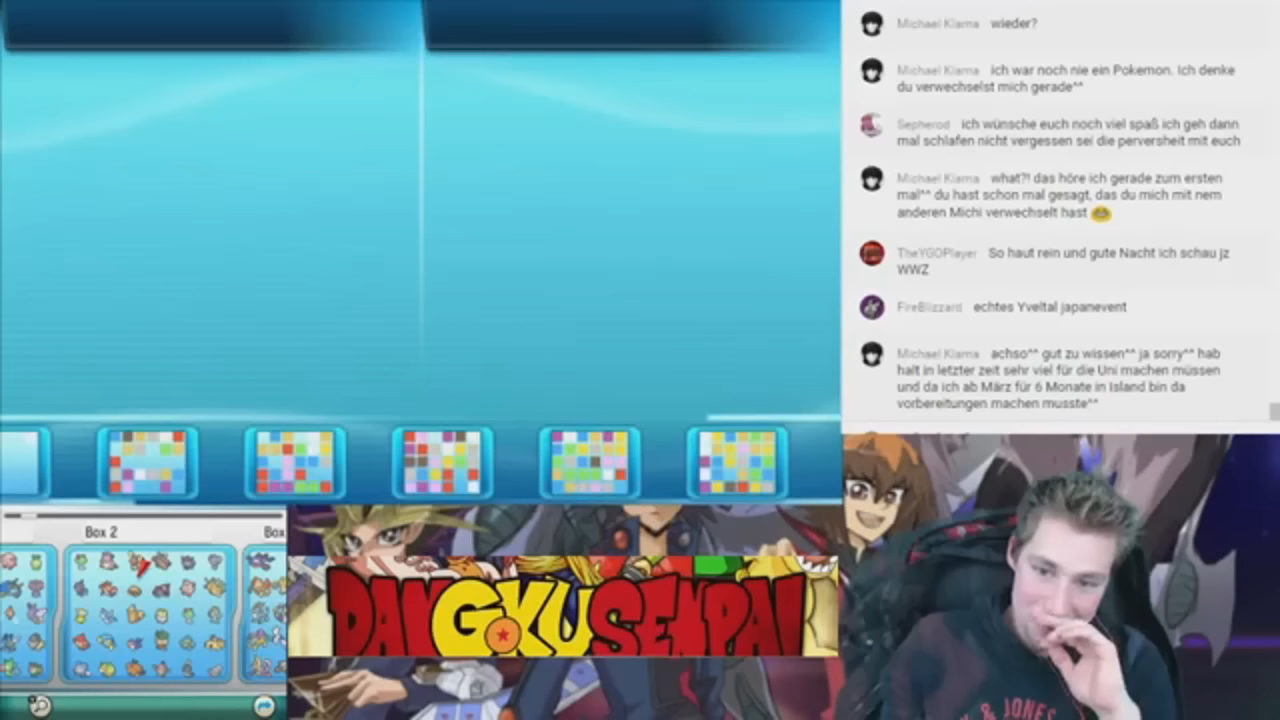 Michael Klama wieder?
Michael Klama ich war noch nie ein Pokemon. Ich denke
du verwechselst mich gerade^^
Sepherod ich wünsche euch noch viel spaß ich geh dann
mal schlafen nicht vergessen sei die perversheit mit euch
Michael Klama what?! das höre ich gerade zum ersten
mal^^ du hast schon mal gesagt, das du mich mit nem
anderen Michi verwechselt hast
TheYGOPlayer So haut rein und gute Nacht ich schau jz
WWZ
FireBlizzard echtes Yveltal japanevent
Michael Klama achso^^ gut zu wissen^^ ja sorry^^ hab
halt in letzter zeit sehr viel für die Uni machen müssen
und da ich ab März für 6 Monate in Island bin da
vorbereitungen machen musste^^
Box 2
Box
DANGOKUSENPAI
& JONES